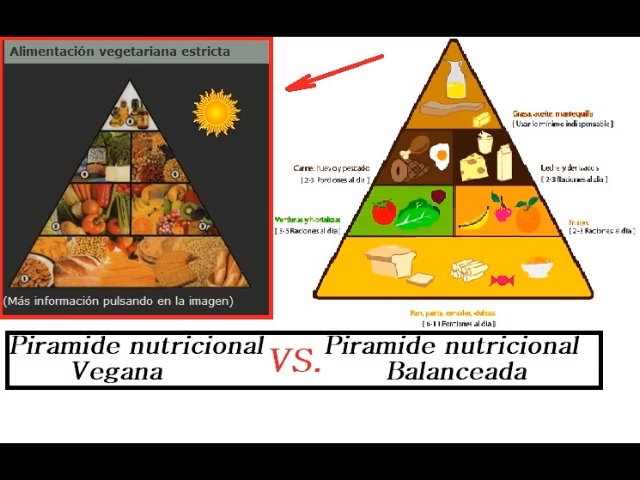 Alimentación vegetariana estricta
(Más información pulsando en la imagen)
Grasa, aceite, mantequilla
[ Usar lo mínimo indispensable ]
Carne, huevo y pescado
[ 2-3 Porciones al día ]
Leche y derivados
[ 2-3 Raciones al día ]
Verduras y hortalizas
[ 3-5 Raciones al día ]
Frutas
[ 2-3 Raciones al día ]
Pan, pasta, cereales, dulces
[ 6-11 Porciones al día ]
Piramide nutricional
Vegana
VS.
Piramide nutricional
Balanceada